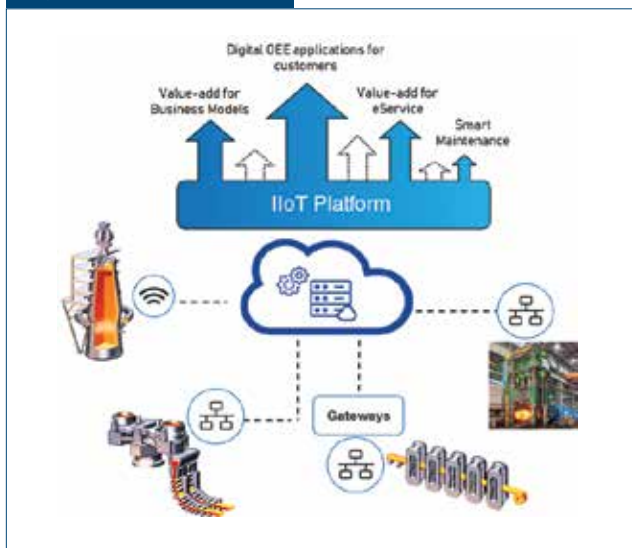 Digital OEE applications for
customers
Value-add for
Business Models
Value-add for
eService
Smart
Maintenance
IIoT Platform
Gateways